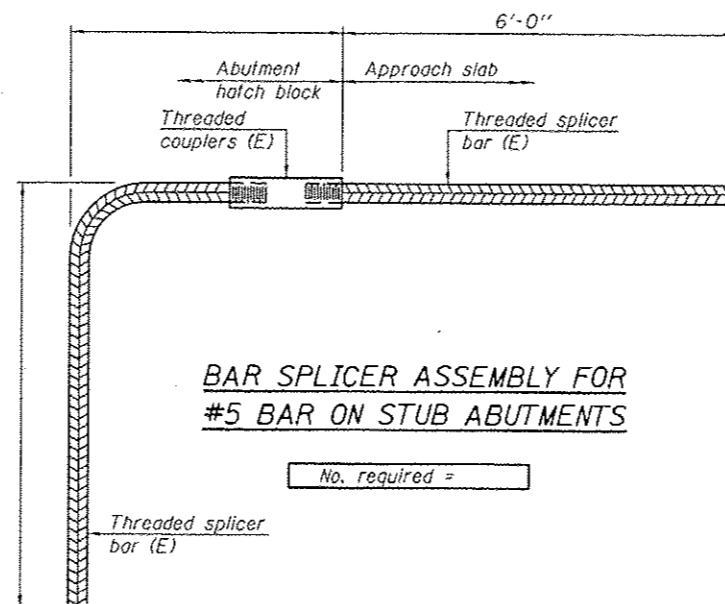 6'-0"
Abutment
hatch block
Approach slab
Threaded
couplers (E)
Threaded splicer
bar (E)
BAR SPLICER ASSEMBLY FOR
#5 BAR ON STUB ABUTMENTS
No. required =
Threaded splicer
bar (E)